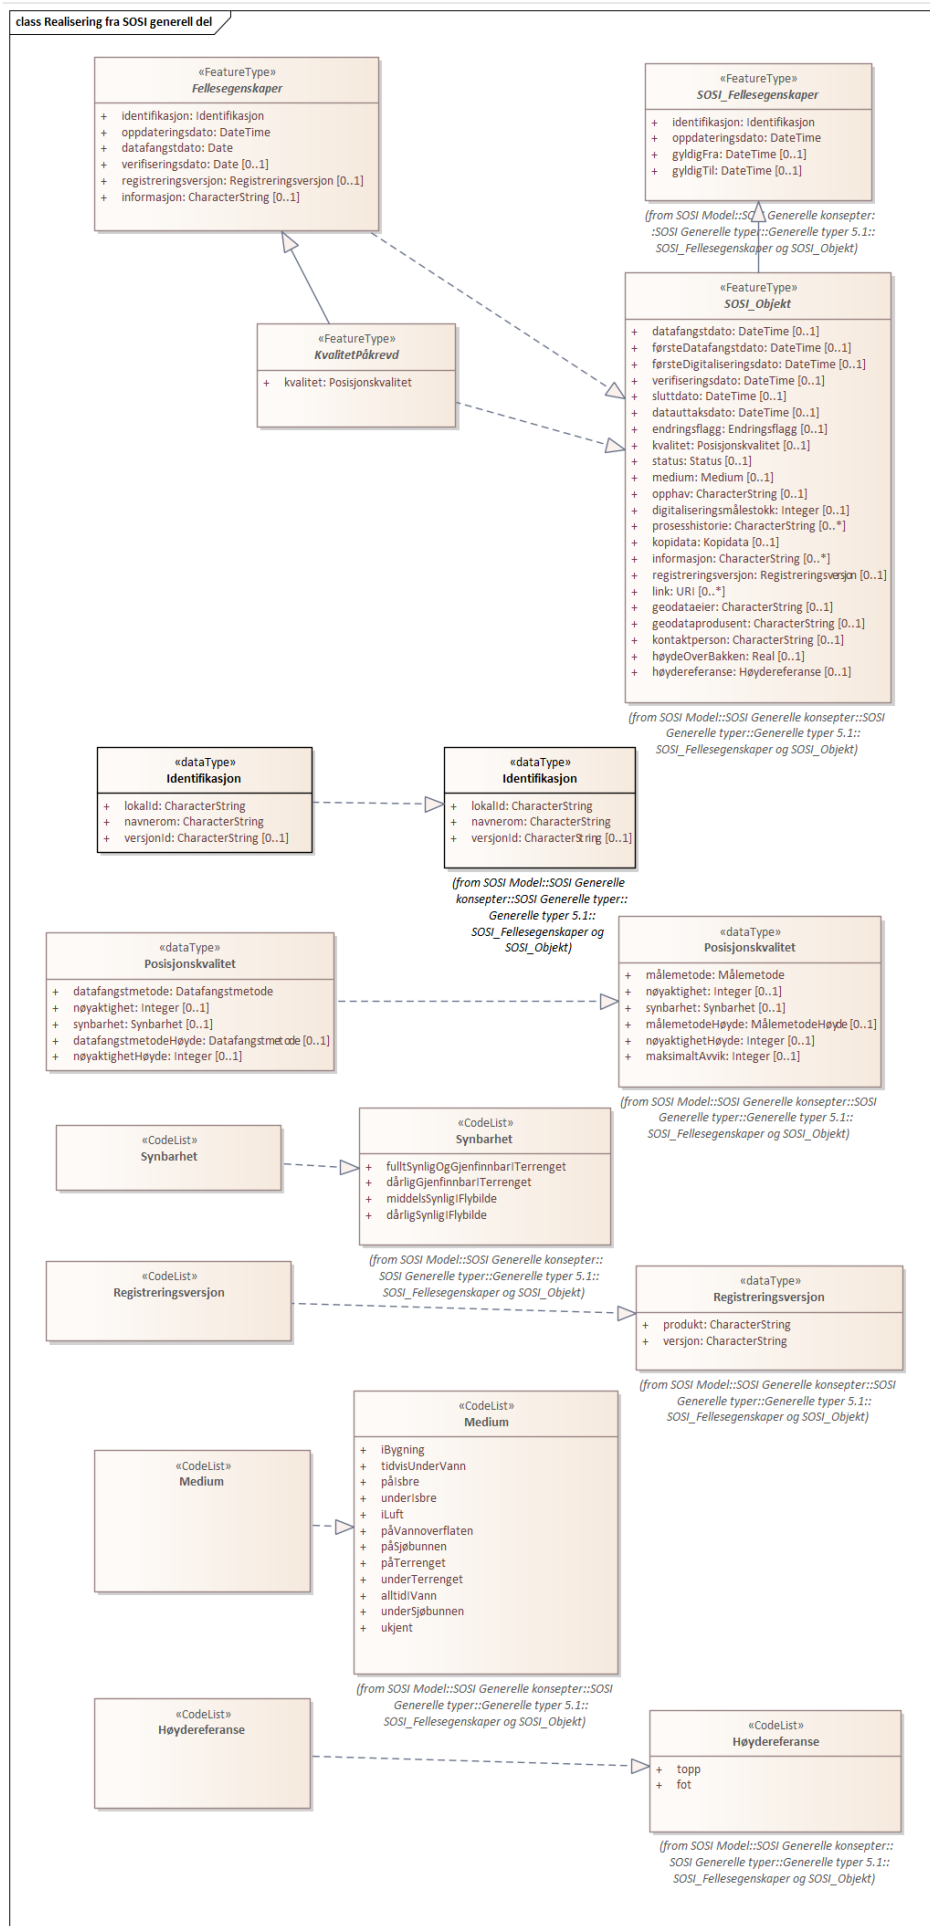 class Realisering fra SOSI generell del
«FeatureType»
Fellesegenskaper
+ identifikasjon: Identifikasjon
+ oppdateringsdato: DateTime
+ datafangstdato: Date
+ verifiseringsdato: Date [0..1]
+ registreringsversjon: Registreringsversjon [0..1]
+ informasjon: CharacterString [0..1]
«FeatureType»
SOSI_Fellesegenskaper
+ identifikasjon: Identifikasjon
+ oppdateringsdato: DateTime
+ gyldigFra: DateTime [0..1]
+ gyldigTil: DateTime [0..1]
(from SOSI Model::SOSI Generelle konsepter:
:SOSI Generelle typer::Generelle typer 5.1::
SOSI_Fellesegenskaper og SOSI_Objekt)
«FeatureType»
KvalitetPåkrevd
+ kvalitet: Posisjonskvalitet
«FeatureType»
SOSI_Objekt
+ datafangstdato: DateTime [0..1]
+ førsteDatafangstdato: DateTime [0..1]
+ førsteDigitaliseringsdato: DateTime [0..1]
+ verifiseringsdato: DateTime [0..1]
+ sluttdato: DateTime [0..1]
+ datauttaksdato: DateTime [0..1]
+ endringsflagg: Endringsflagg [0..1]
+ kvalitet: Posisjonskvalitet [0..1]
+ status: Status [0..1]
+ medium: Medium [0..1]
+ opphav: CharacterString [0..1]
+ digitaliseringsmålestokk: Integer [0..1]
+ prosesshistorie: CharacterString [0..*]
+ kopidata: Kopidata [0..1]
+ informasjon: CharacterString [0..*]
+ registreringsversjon: Registreringsversjon [0..1]
+ link: URI [0..*]
+ geodataeier: CharacterString [0..1]
+ geodataprodusent: CharacterString [0..1]
+ kontaktperson: CharacterString [0..1]
+ høydeOverBakken: Real [0..1]
+ høydereferanse: Høydereferanse [0..1]
(from SOSI Model::SOSI Generelle konsepter::SOSI
Generelle typer::Generelle typer 5.1::
SOSI_Fellesegenskaper og SOSI_Objekt)
«dataType»
Identifikasjon
+ lokalId: CharacterString
+ navnerom: CharacterString
+ versjonId: CharacterString [0..1]
«dataType»
Identifikasjon
+ lokalId: CharacterString
+ navnerom: CharacterString
+ versjonId: CharacterString [0..1]
(from SOSI Model::SOSI Generelle
konsepter::SOSI Generelle typer::
Generelle typer 5.1::
SOSI_Fellesegenskaper og
SOSI_Objekt)
«dataType»
Posisjonskvalitet
+ datafangstmetode: Datafangstmetode
+ nøyaktighet: Integer [0..1]
+ synbarhet: Synbarhet [0..1]
+ datafangstmetodeHøyde: Datafangstmetode [0..1]
+ nøyaktighetHøyde: Integer [0..1]
«dataType»
Posisjonskvalitet
+ målemetode: Målemetode
+ nøyaktighet: Integer [0..1]
+ synbarhet: Synbarhet [0..1]
+ målemetodeHøyde: MålemetodeHøyde [0..1]
+ nøyaktighetHøyde: Integer [0..1]
+ maksimaltAvvik: Integer [0..1]
(from SOSI Model::SOSI Generelle konsepter::SOSI
Generelle typer::Generelle typer 5.1::
SOSI_Fellesegenskaper og SOSI_Objekt)
«CodeList»
Synbarhet
«CodeList»
Synbarhet
+ fulltSynligOgGjenfinnbarITerrenget
+ dårligGjenfinnbarITerrenget
+ middelsSynligIFlybilde
+ dårligSynligIFlybilde
(from SOSI Model::SOSI Generelle konsepter::
SOSI Generelle typer::Generelle typer 5.1::
SOSI_Fellesegenskaper og SOSI_Objekt)
«CodeList»
Registreringsversjon
«dataType»
Registreringsversjon
+ produkt: CharacterString
+ versjon: CharacterString
(from SOSI Model::SOSI Generelle konsepter::SOSI
Generelle typer::Generelle typer 5.1::
SOSI_Fellesegenskaper og SOSI_Objekt)
«CodeList»
Medium
«CodeList»
Medium
+ iBygning
+ tidvisUnderVann
+ påIsbre
+ underIsbre
+ iLuft
+ påVannoverflaten
+ påSjøbunnen
+ påTerrenget
+ underTerrenget
+ alltidIVann
+ underSjøbunnen
+ ukjent
(from SOSI Model::SOSI Generelle konsepter::SOSI
Generelle typer::Generelle typer 5.1::
SOSI_Fellesegenskaper og SOSI_Objekt)
«CodeList»
Høydereferanse
«CodeList»
Høydereferanse
+ topp
+ fot
(from SOSI Model::SOSI Generelle konsepter::
SOSI Generelle typer::Generelle typer 5.1::
SOSI_Fellesegenskaper og SOSI_Objekt)